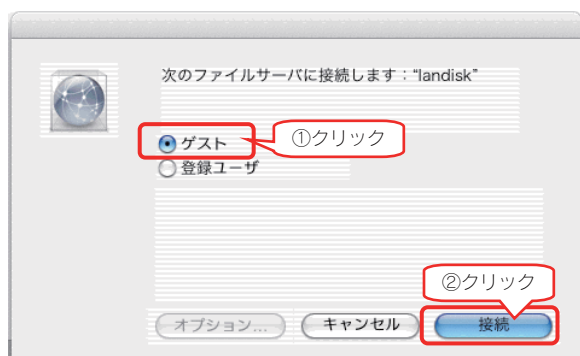 次のファイルサーバに接続します："landisk"
ゲスト
①クリック
登録ユーザ
②クリック
オプション...
キャンセル
接続